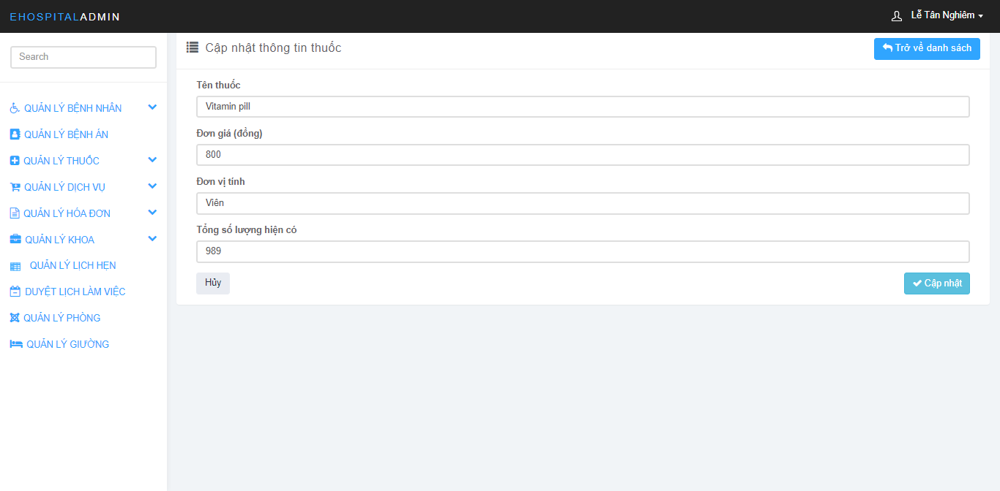 EHOSPITALADMIN
Lễ Tân Nghiêm
Search
QUẢN LÝ BỆNH NHÂN
QUẢN LÝ BỆNH ÁN
QUẢN LÝ THUỐC
QUẢN LÝ DỊCH VỤ
QUẢN LÝ HÓA ĐƠN
QUẢN LÝ KHOA
QUẢN LÝ LỊCH HẸN
DUYỆT LỊCH LÀM VIỆC
QUẢN LÝ PHÒNG
QUẢN LÝ GIƯỜNG
Cập nhật thông tin thuốc
Trở về danh sách
Tên thuốc
Vitamin pill
Đơn giá (đồng)
800
Đơn vị tính
Viên
Tổng số lượng hiện có
989
Hủy
Cập nhật